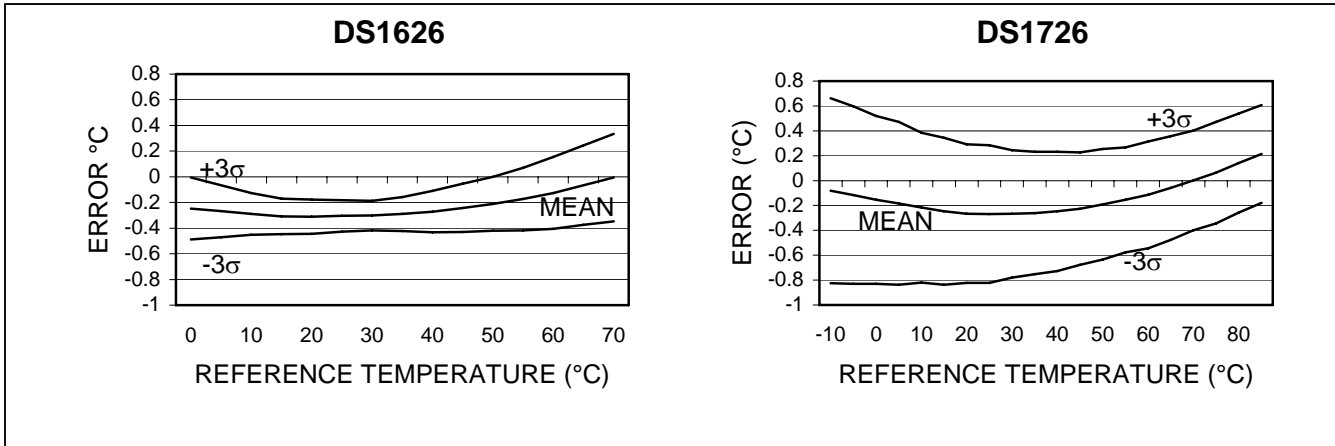 DS1626
0.8
0.6
0.4
0.2
0
-0.2
-0.4
-0.6
-0.8
-1
ERROR °C
+3σ
MEAN
-3σ
0 10 20 30 40 50 60 70
REFERENCE TEMPERATURE (°C)
DS1726
0.8
0.6
0.4
0.2
0
-0.2
-0.4
-0.6
-0.8
-1
ERROR (°C)
+3σ
MEAN
-3σ
-10 0 10 20 30 40 50 60 70 80
REFERENCE TEMPERATURE (°C)